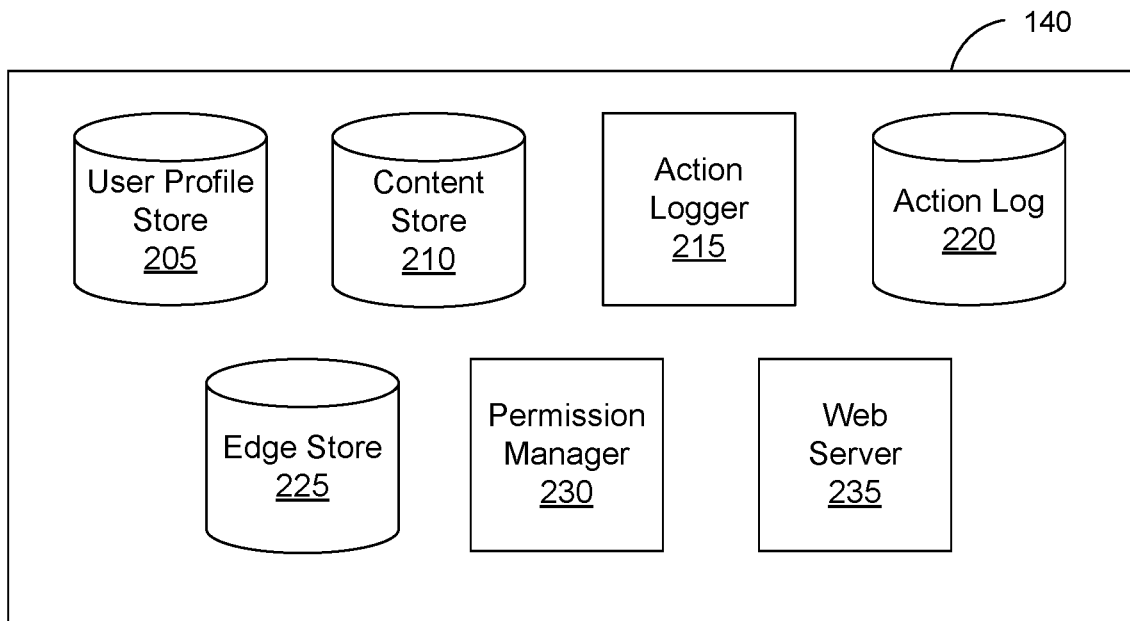 140
User Profile
Store
205
Content
Store
210
Action
Logger
215
Action Log
220
Edge Store
225
Permission
Manager
230
Web
Server
235